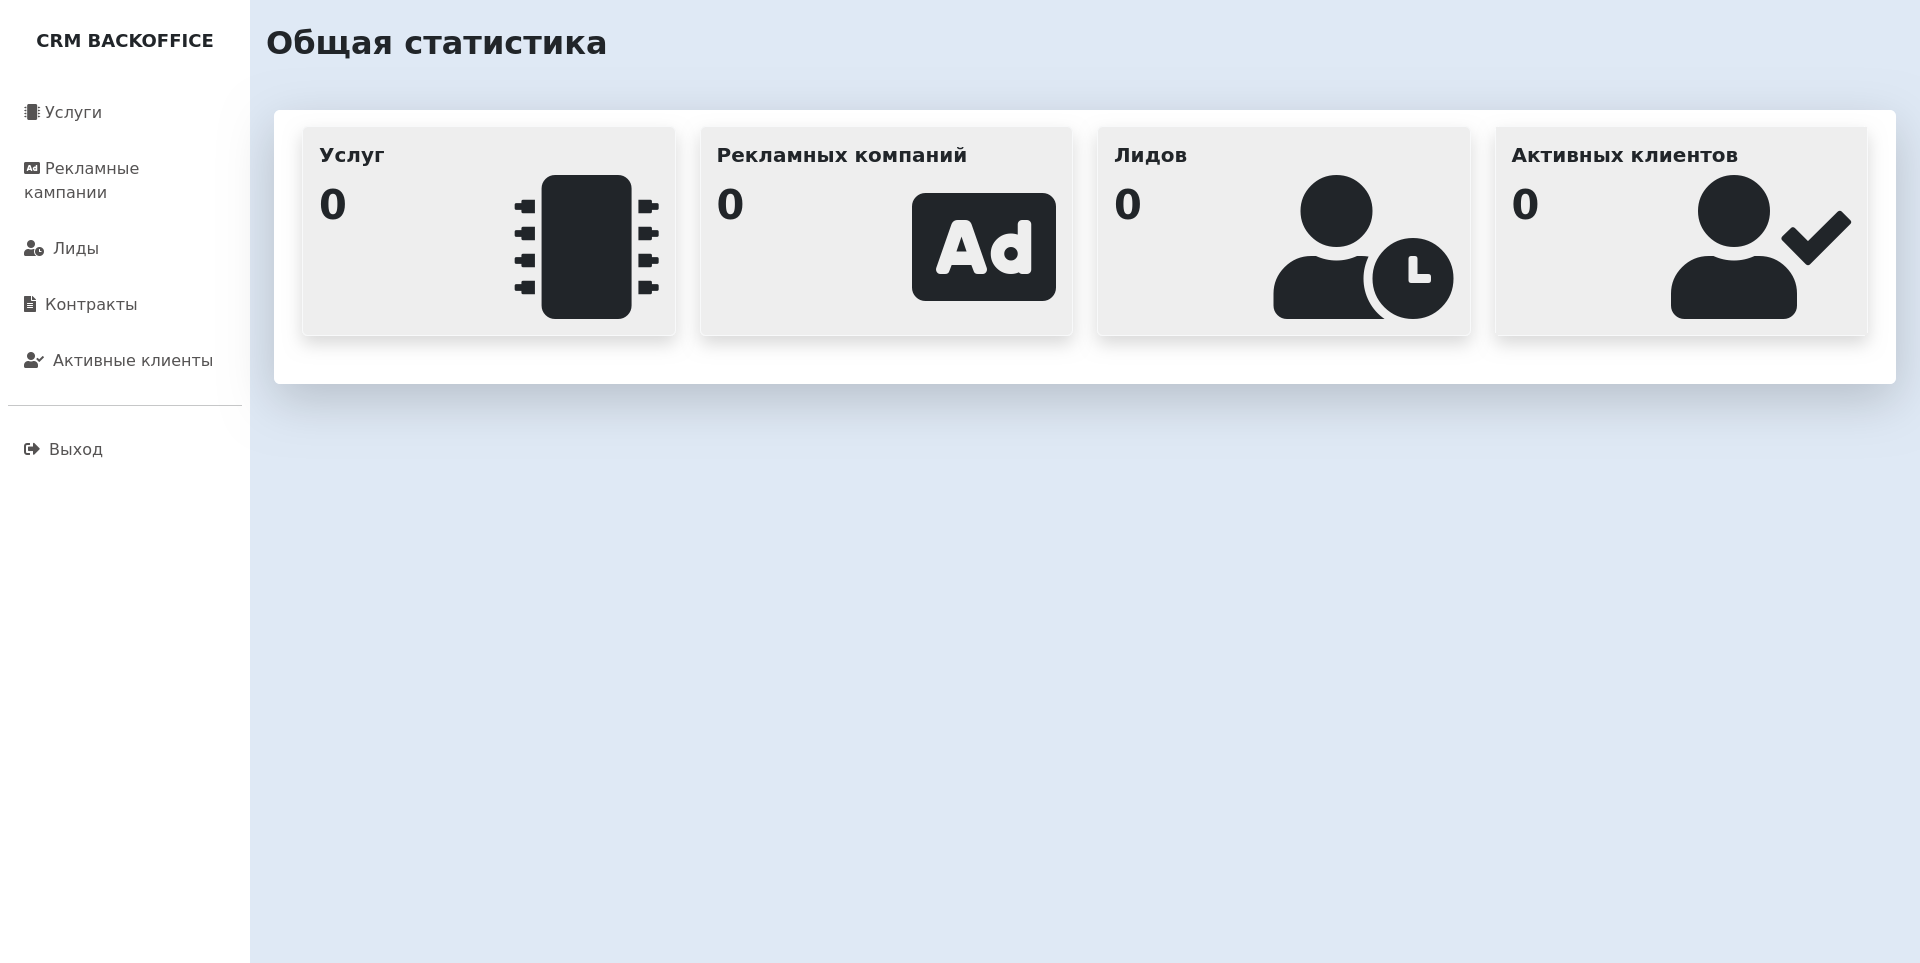 CRM BACKOFFICE
Услуги
Рекламные
кампании
Лиды
Контракты
Активные клиенты
Выход
Общая статистика
Услуг
0
Рекламных компаний
0
Ad
Лидов
0
Активных клиентов
0